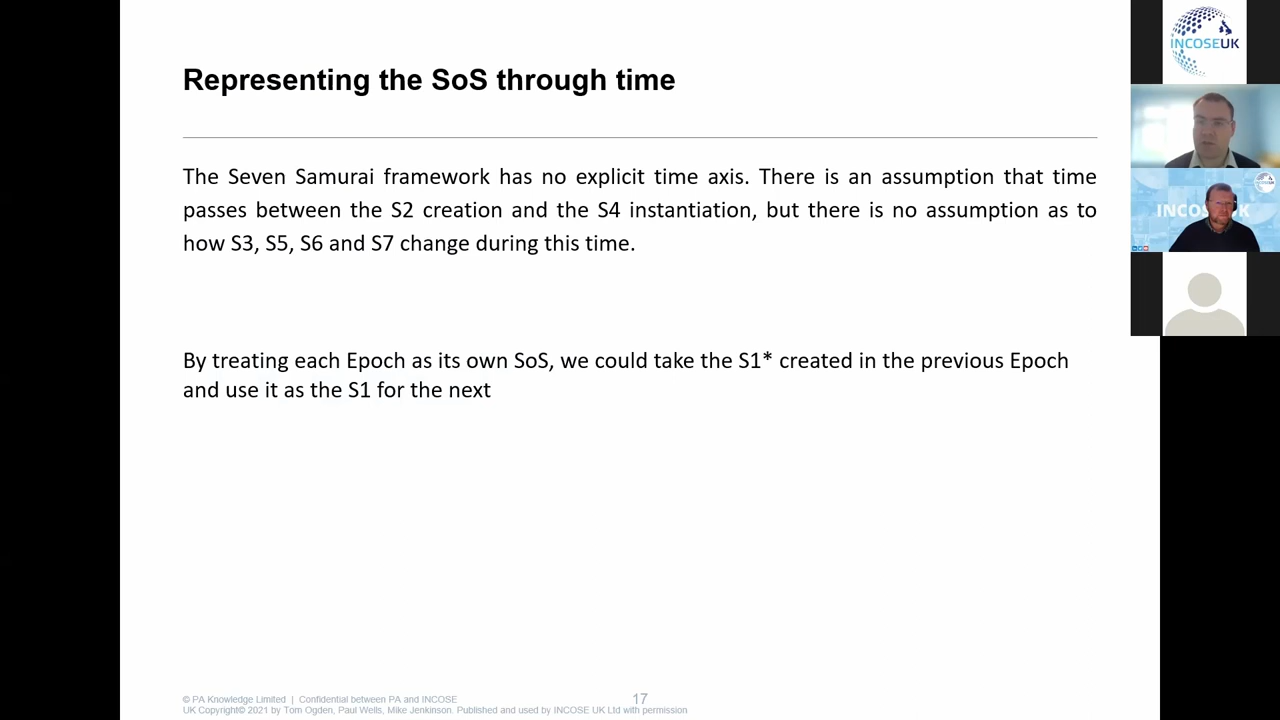 Representing the SoS through time
The Seven Samurai framework has no explicit time axis. There is an assumption that time
passes between the S2 creation and the S4 instantiation, but there is no assumption as to
how S3, S5, S6 and S7 change during this time.
By treating each Epoch as its own SoS, we could take the S1* created in the previous Epoch
and use it as the S1 for the next
© PA Knowledge Limited | Confidential between PA and INCOSE
UK Copyright© 2021 by Tom Ogden, Paul Wells, Mike Jenkinson. Published and used by INCOSE UK Ltd with permission
17
INCOSEUK